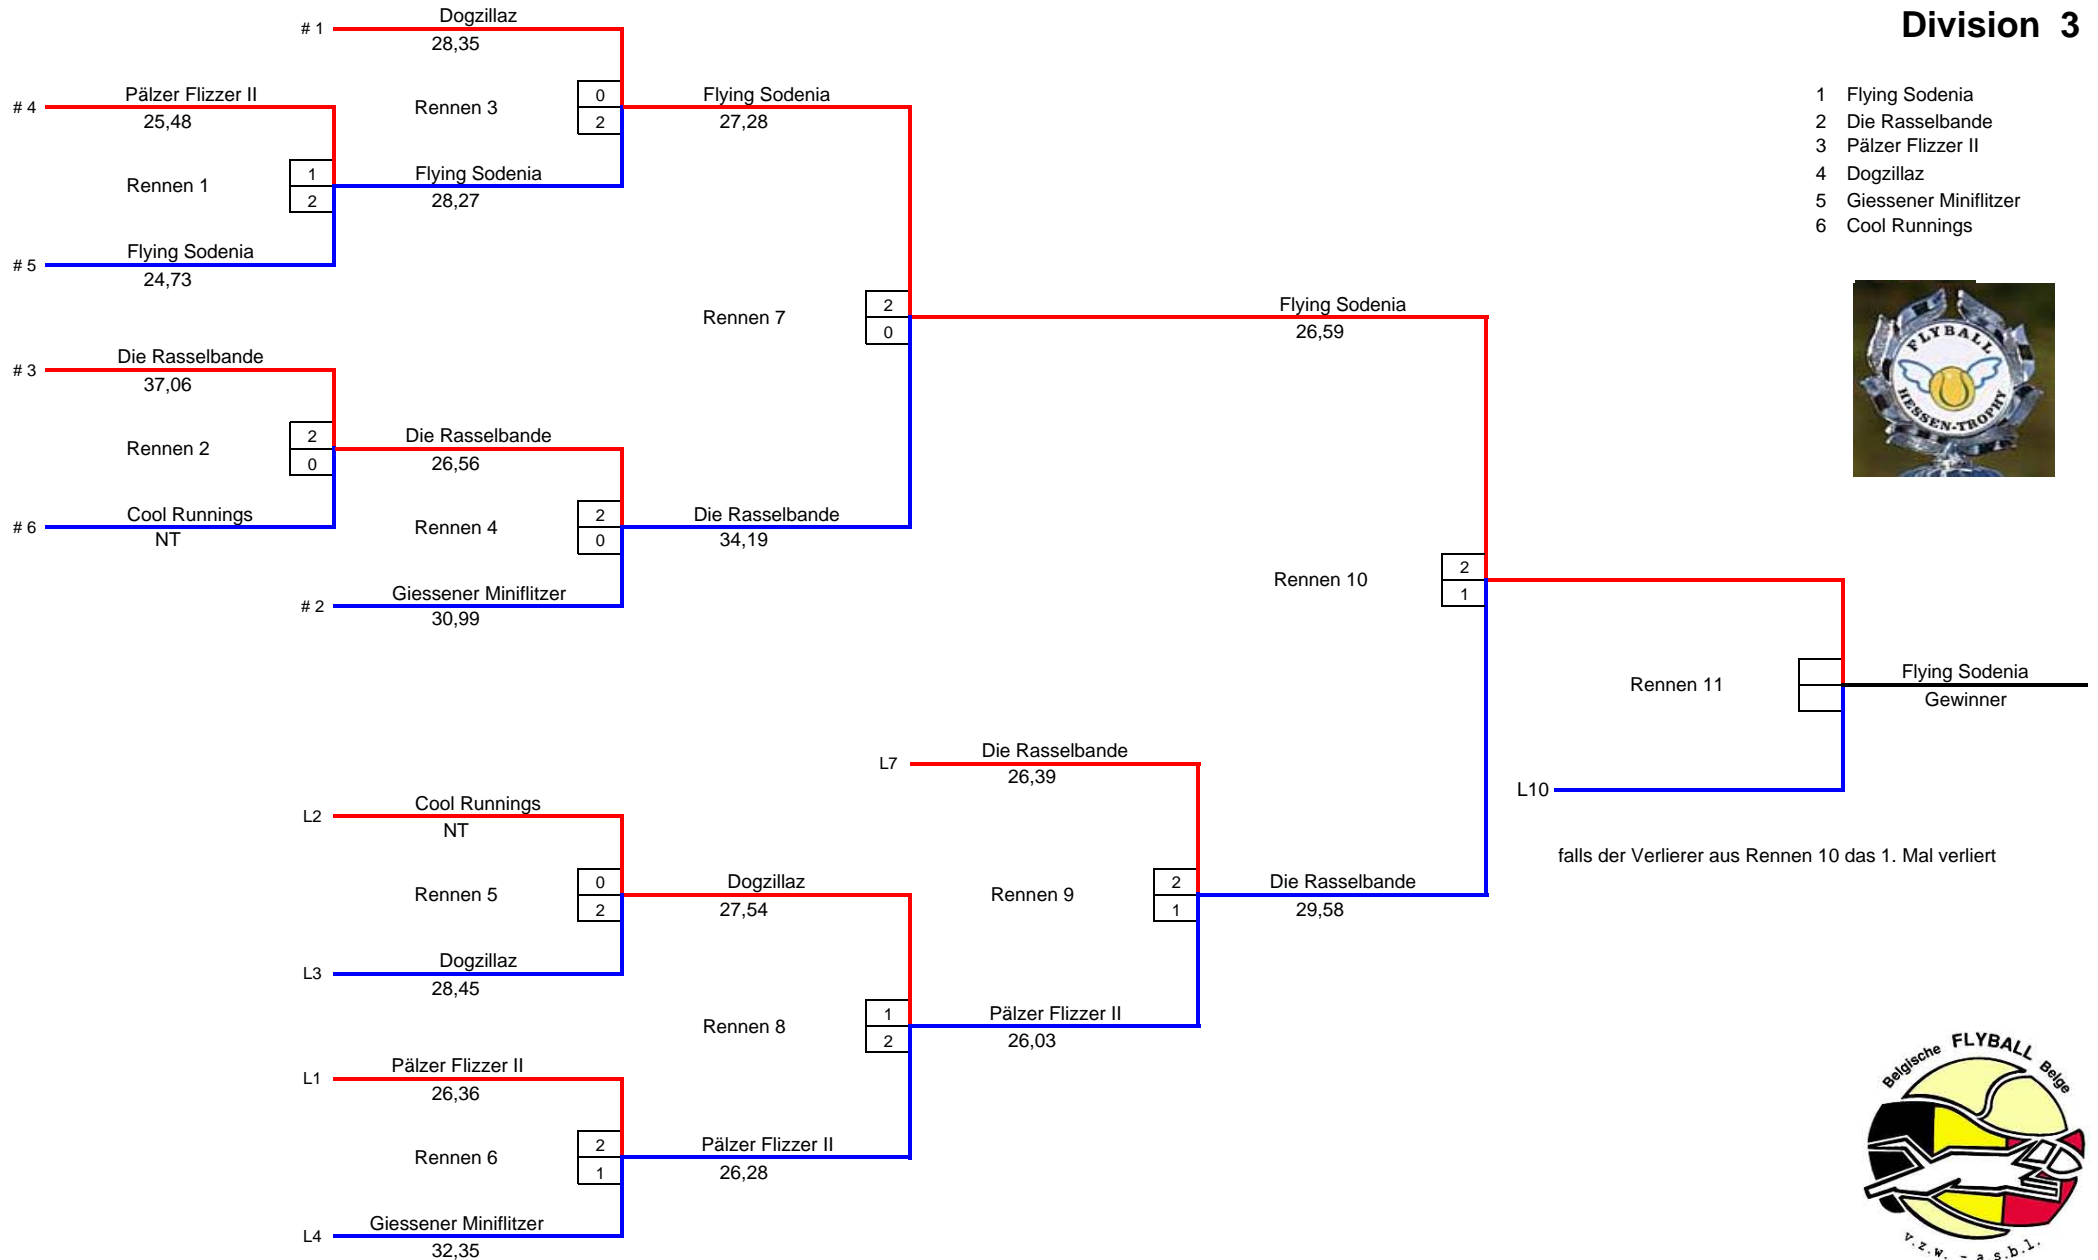 Division 3
# 1
Dogzillaz
28,35
# 4
Pälzer Flizzer II
25,48
Rennen 3
0
2
Flying Sodenia
27,28
Rennen 1
1
2
Flying Sodenia
28,27
# 5
Flying Sodenia
24,73
1 Flying Sodenia
2 Die Rasselbande
3 Pälzer Flizzer II
4 Dogzillaz
5 Giessener Miniflitzer
6 Cool Runnings
FLYBALL
HESSEN-TROPHY
Rennen 7
2
0
Flying Sodenia
26,59
# 3
Die Rasselbande
37,06
Rennen 2
2
0
Die Rasselbande
26,56
# 6
Cool Runnings
NT
Rennen 4
2
0
Die Rasselbande
34,19
# 2
Giessener Miniflitzer
30,99
Rennen 10
2
1
Rennen 11
Flying Sodenia
Gewinner
L7
Die Rasselbande
26,39
L10
falls der Verlierer aus Rennen 10 das 1. Mal verliert
L2
Cool Runnings
NT
Rennen 5
0
2
Dogzillaz
27,54
Rennen 9
2
1
Die Rasselbande
29,58
L3
Dogzillaz
28,45
Rennen 8
1
2
Pälzer Flizzer II
26,03
L1
Pälzer Flizzer II
26,36
Rennen 6
2
1
Pälzer Flizzer II
26,28
L4
Giessener Miniflitzer
32,35
Belgische FLYBALL Belge
v.z.w. - a.s.b.l.